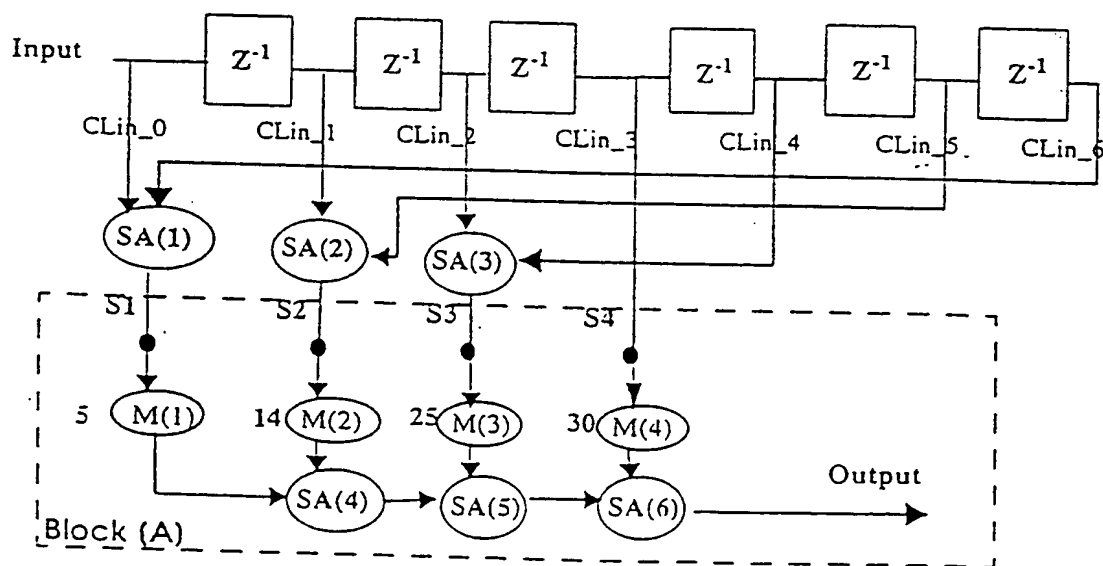 Input
Z-1 Z-1 Z-1 Z-1 Z-1 Z-1
CLin_0 CLin_1 CLin_2 CLin_3 CLin_4 CLin_5 CLin_6
SA(1) SA(2) SA(3)
S1 S2 S3 S4
5 M(1) 14 M(2) 25 M(3) 30 M(4)
Output
SA(4) SA(5) SA(6)
Block (A)